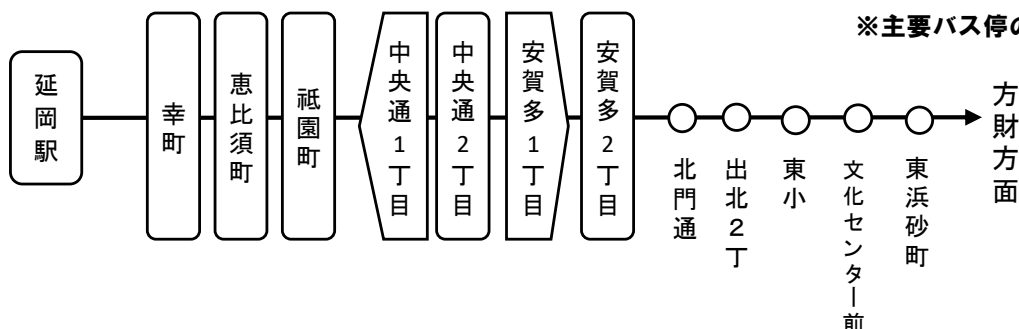 ※主要バス停の
延岡駅
幸町
恵比須町
祗園町
中央通1丁目
中央通2丁目
安賀多1丁目
安賀多2丁目
北門通
出北2丁
東小
文化センター前
東浜砂町
方財方面